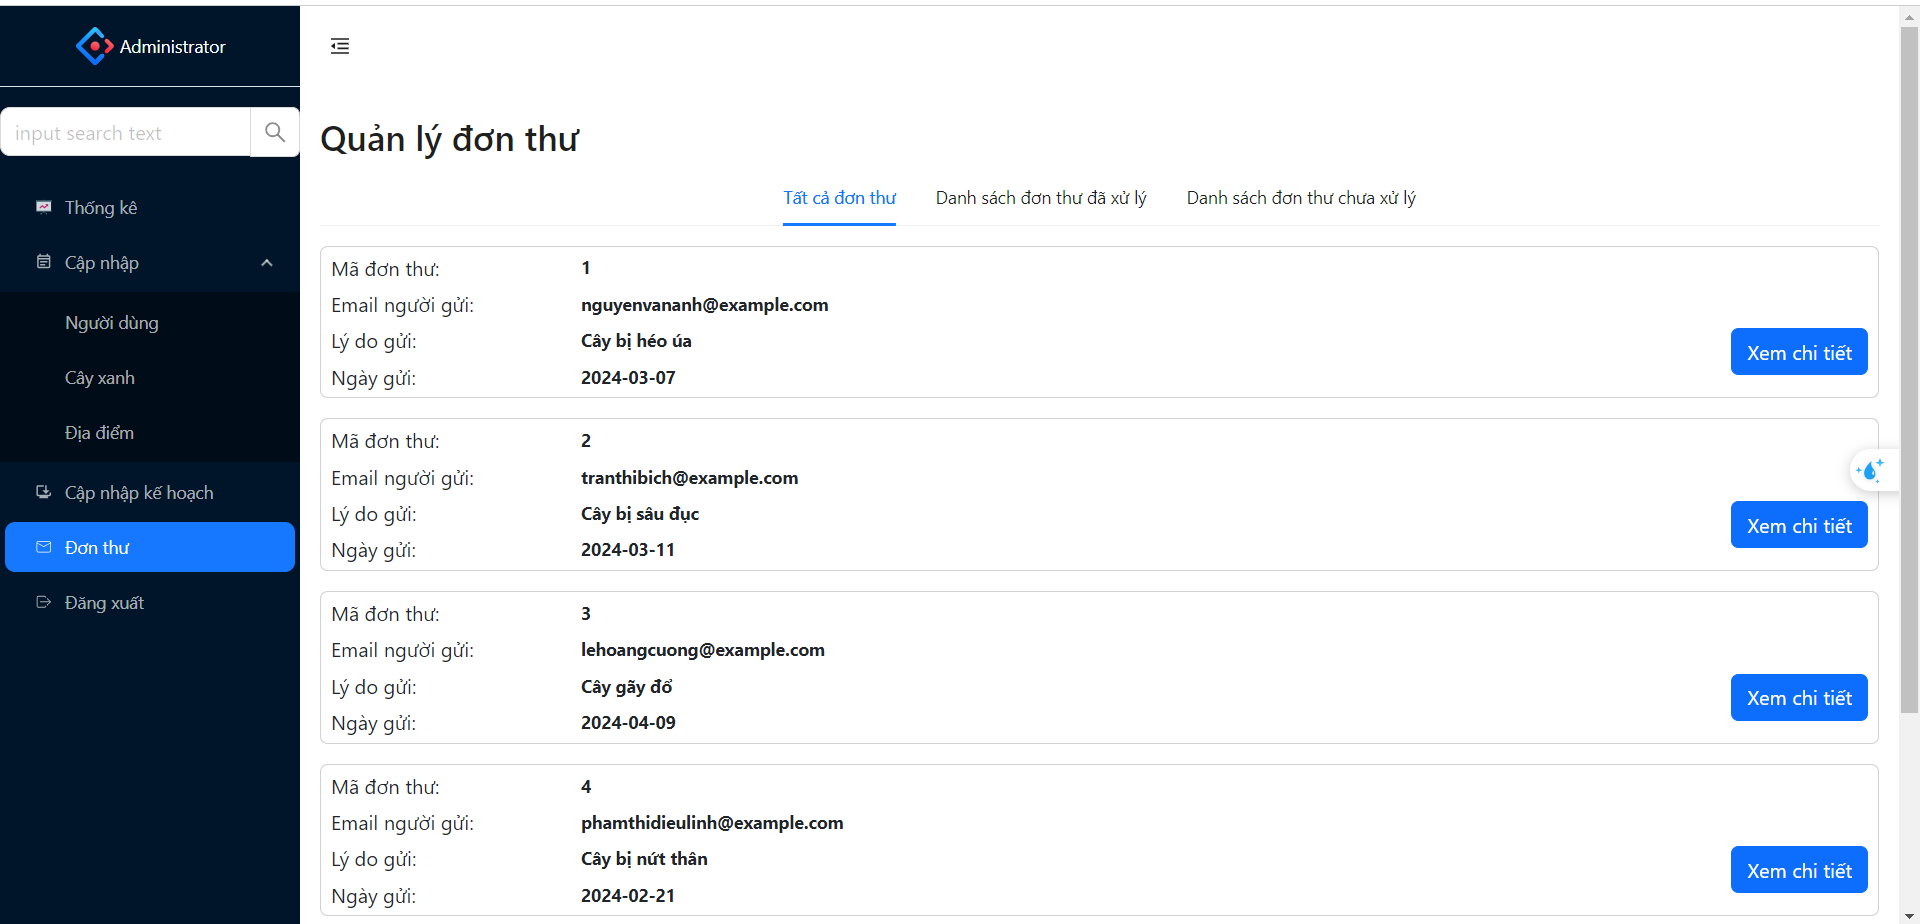 Administrator
input search text
Thống kê
Cập nhập
Người dùng
Cây xanh
Địa điểm
Cập nhập kế hoạch
Đơn thư
Đăng xuất
Quản lý đơn thư
Tất cả đơn thư
Danh sách đơn thư đã xử lý
Danh sách đơn thư chưa xử lý
Mã đơn thư: 1
Email người gửi: nguyenvananh@example.com
Lý do gửi: Cây bị héo úa
Xem chi tiết
Ngày gửi: 2024-03-07
Mã đơn thư: 2
Email người gửi: tranthibich@example.com
Lý do gửi: Cây bị sâu đục
Xem chi tiết
Ngày gửi: 2024-03-11
Mã đơn thư: 3
Email người gửi: lehoangcuong@example.com
Lý do gửi: Cây gãy đổ
Xem chi tiết
Ngày gửi: 2024-04-09
Mã đơn thư: 4
Email người gửi: phamthidieulinh@example.com
Lý do gửi: Cây bị nứt thân
Xem chi tiết
Ngày gửi: 2024-02-21